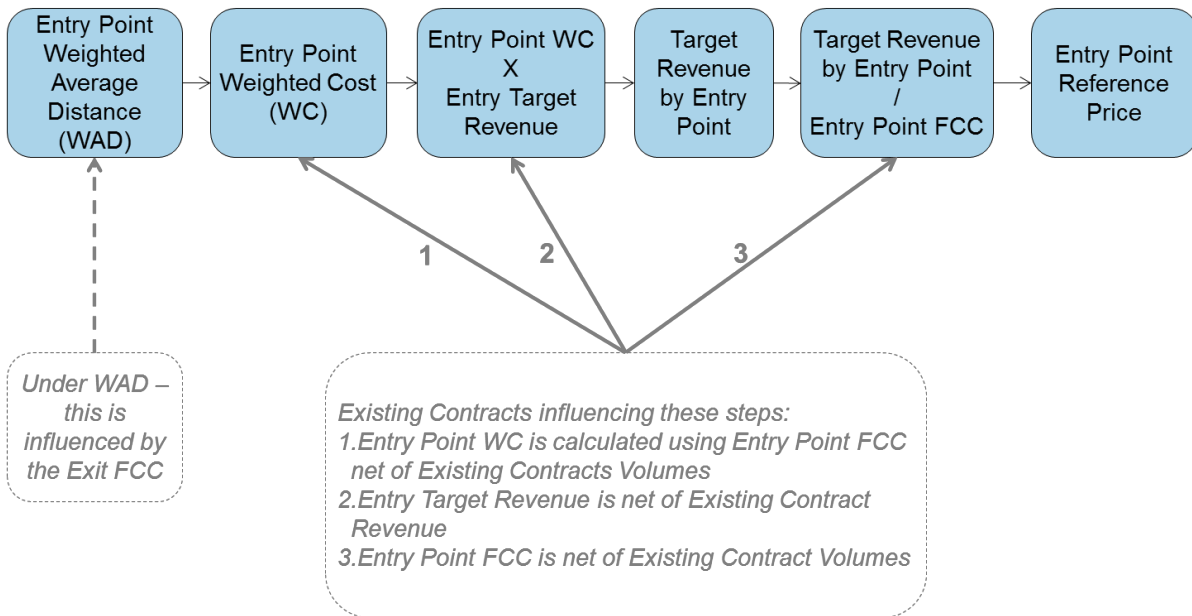 Entry Point
Weighted
Average
Distance
(WAD)
Entry Point
Weighted Cost
(WC)
Entry Point WC
X
Entry Target
Revenue
Target
Revenue
by Entry
Point
Target Revenue
by Entry Point
/
Entry Point FCC
Entry Point
Reference
Price
1
2
3
Under WAD –
this is
influenced by
the Exit FCC
Existing Contracts influencing these steps:
1.Entry Point WC is calculated using Entry Point FCC
net of Existing Contracts Volumes
2.Entry Target Revenue is net of Existing Contract
Revenue
3.Entry Point FCC is net of Existing Contract Volumes